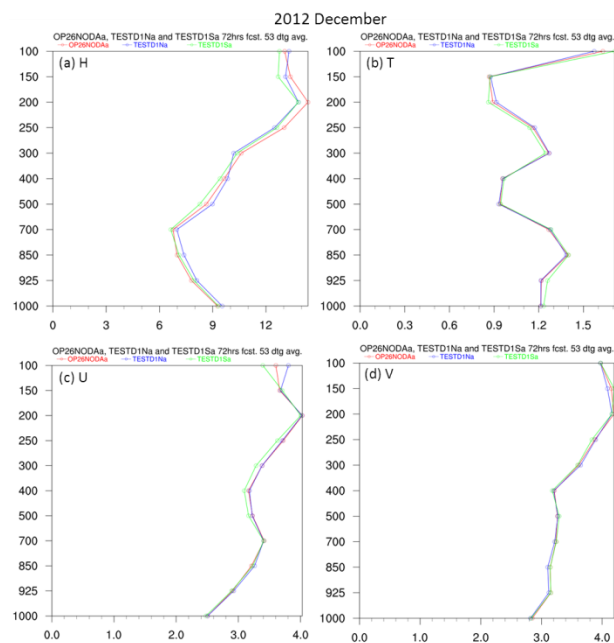 2012 December
OP26NODAa, TESTD1Na and TESTD1Sa 72hrs fcst. 53 dtg avg.
OP26NODAa TESTD1Na TESTD1Sa
(a) H
100
150
200
250
300
400
500
700
850
925
1000
0 3 6 9 12
OP26NODAa, TESTD1Na and TESTD1Sa 72hrs fcst. 53 dtg avg.
OP26NODAa TESTD1Na TESTD1Sa
(b) T
100
150
200
250
300
400
500
700
850
925
1000
0.0 0.3 0.6 0.9 1.2 1.5
OP26NODAa, TESTD1Na and TESTD1Sa 72hrs fcst. 53 dtg avg.
OP26NODAa TESTD1Na TESTD1Sa
(c) U
100
150
200
250
300
400
500
700
850
925
1000
0.0 1.0 2.0 3.0 4.0
OP26NODAa, TESTD1Na and TESTD1Sa 72hrs fcst. 53 dtg avg.
OP26NODAa TESTD1Na TESTD1Sa
(d) V
100
150
200
250
300
400
500
700
850
925
1000
0.0 1.0 2.0 3.0 4.0